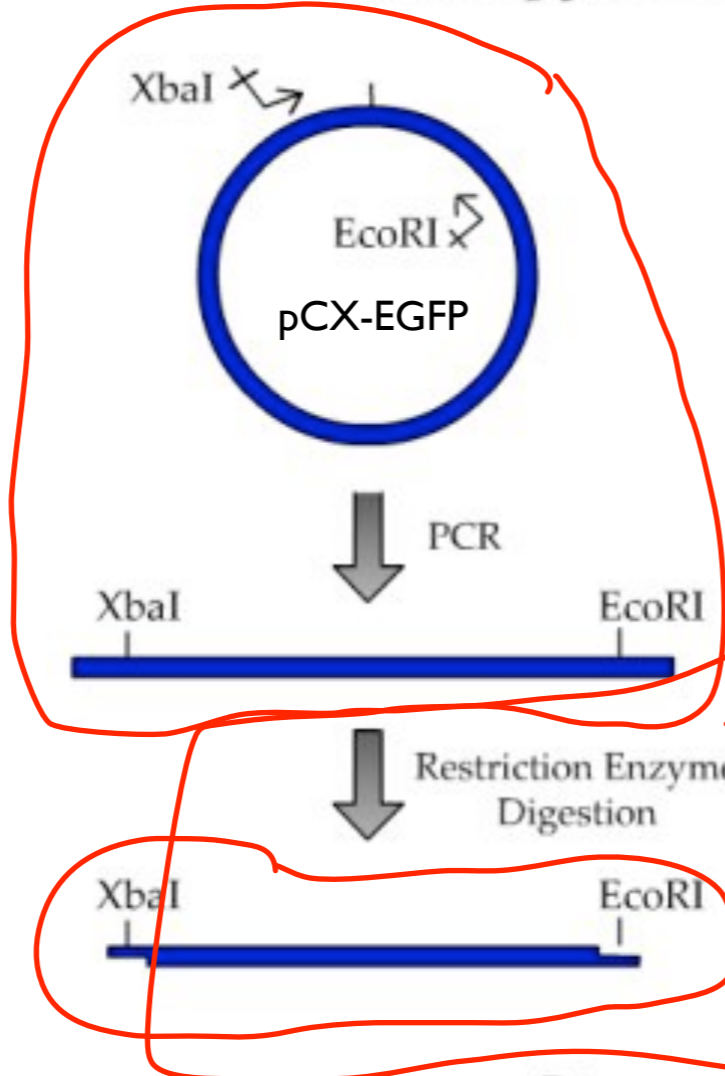 XbaI
EcoRI
pCX-EGFP
PCR
XbaI EcoRI
Restriction Enzyme
Digestion
XbaI EcoRI